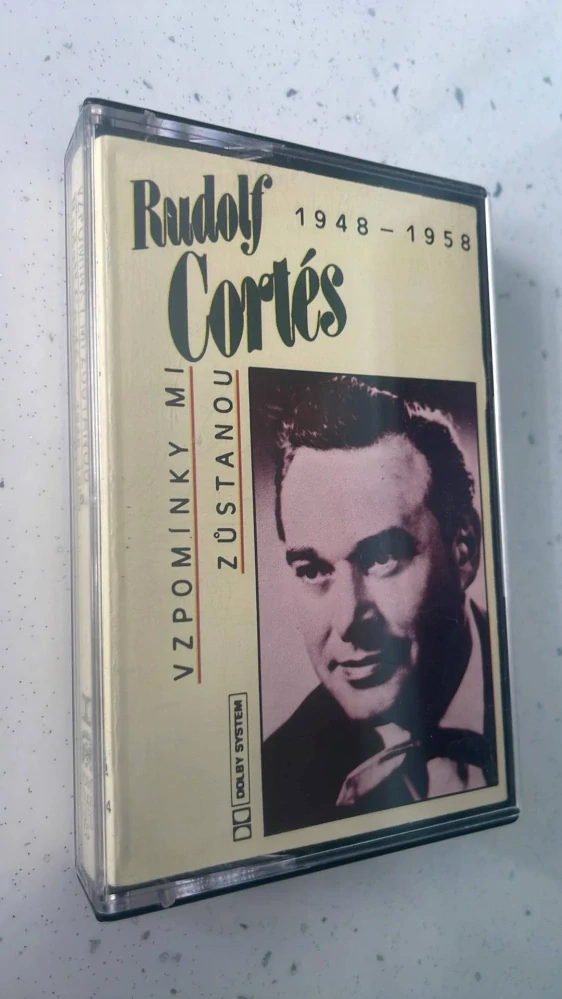 Rudolf
1948 – 1958
Cortés
VZPOMÍNKY MI
ZŮSTANOU
DOLBY SYSTEM